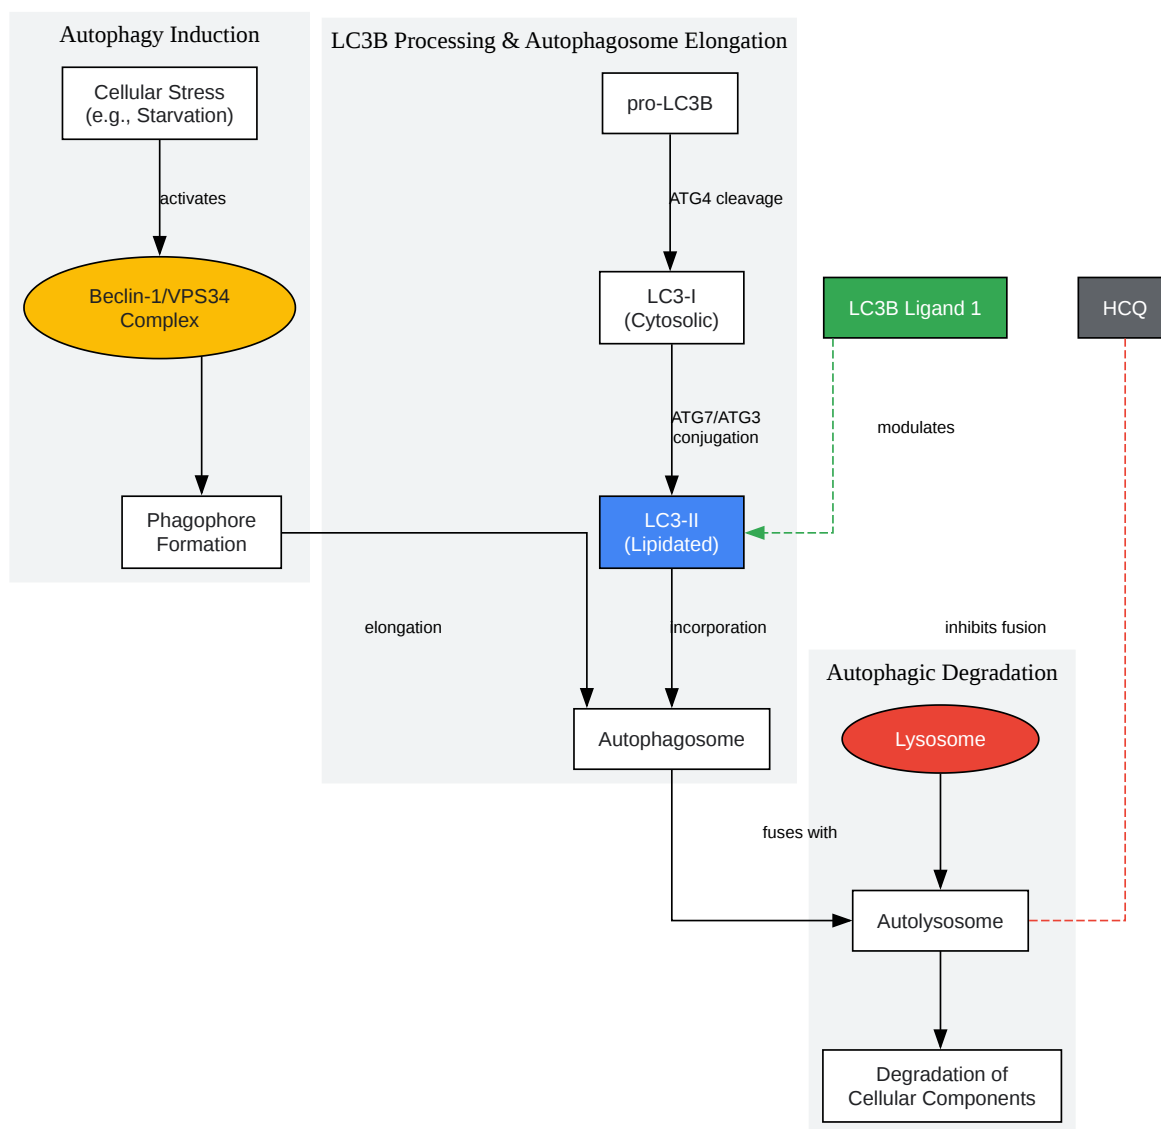 Autophagy Induction
Cellular Stress
(e.g., Starvation)
activates
Beclin-1/VPS34
Complex
Phagophore
Formation
elongation
LC3B Processing & Autophagosome Elongation
pro-LC3B
ATG4 cleavage
LC3-I
(Cytosolic)
ATG7/ATG3
conjugation
LC3-II
(Lipidated)
incorporation
Autophagosome
LC3B Ligand 1
modulates
HCQ
inhibits fusion
fuses with
Autophagic Degradation
Lysosome
Autolysosome
Degradation of
Cellular Components